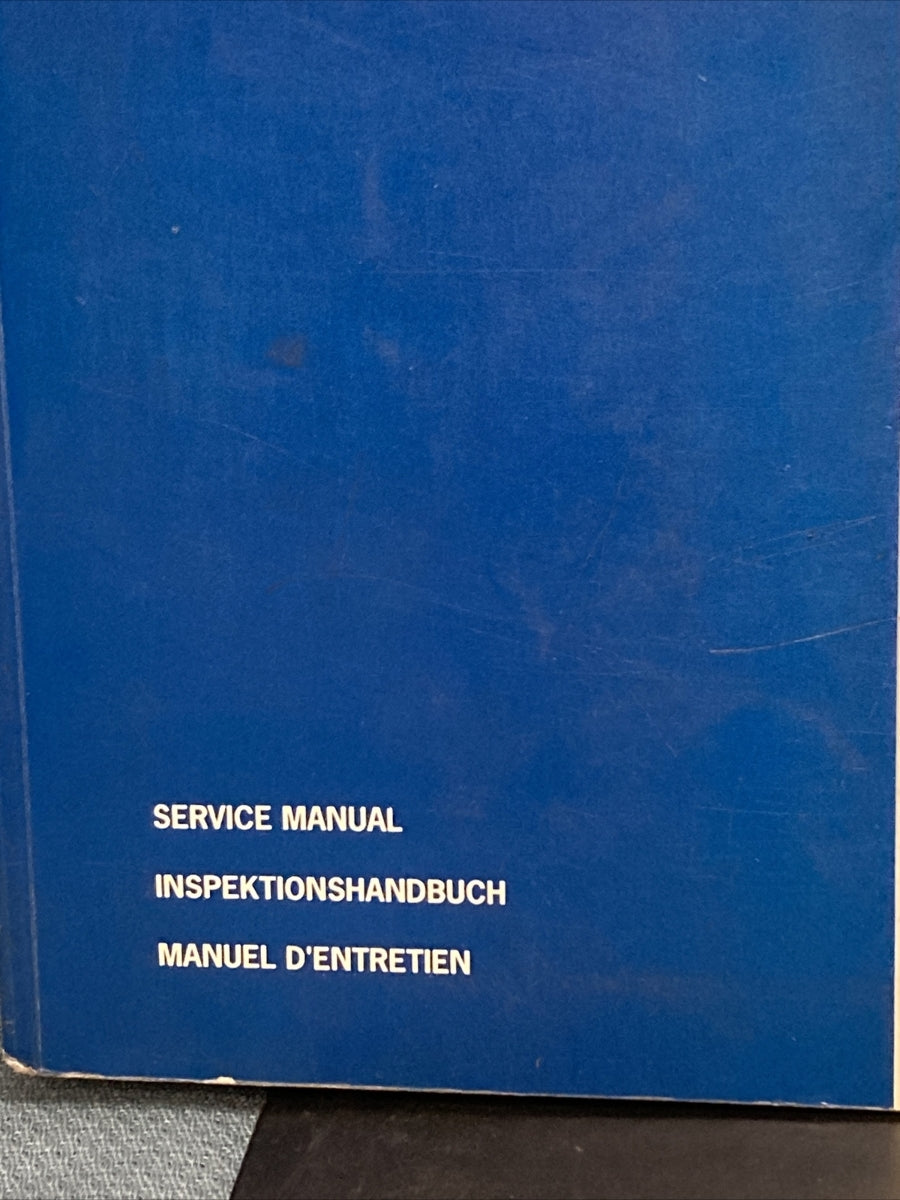 SERVICE MANUAL
INSPEKTIONSHANDBUCH
MANUEL D'ENTRETIEN